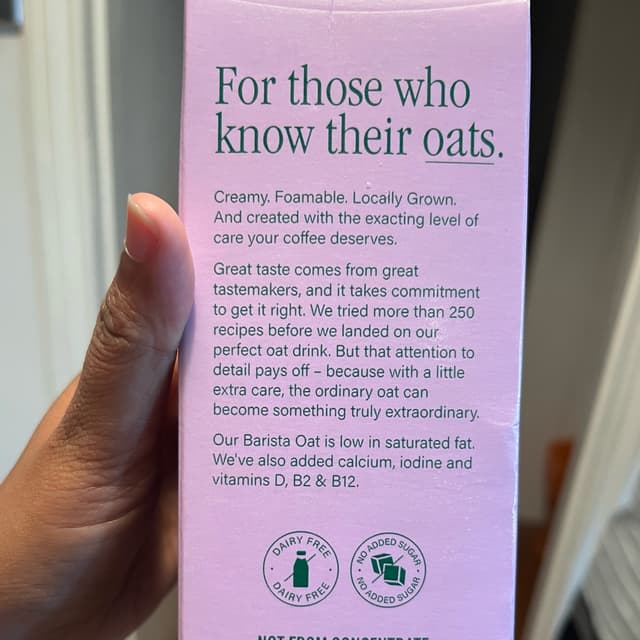 For those who
know their oats.
Creamy. Foamable. Locally Grown.
And created with the exacting level of
care your coffee deserves.
Great taste comes from great
tastemakers, and it takes commitment
to get it right. We tried more than 250
recipes before we landed on our
perfect oat drink. But that attention to
detail pays off – because with a little
extra care, the ordinary oat can
become something truly extraordinary.
Our Barista Oat is low in saturated fat.
We've also added calcium, iodine and
vitamins D, B2 & B12.
DAIRY FREE
DAIRY FREE
NO ADDED SUGAR
NO ADDED SUGAR
NOT FROM CONCENTRATE